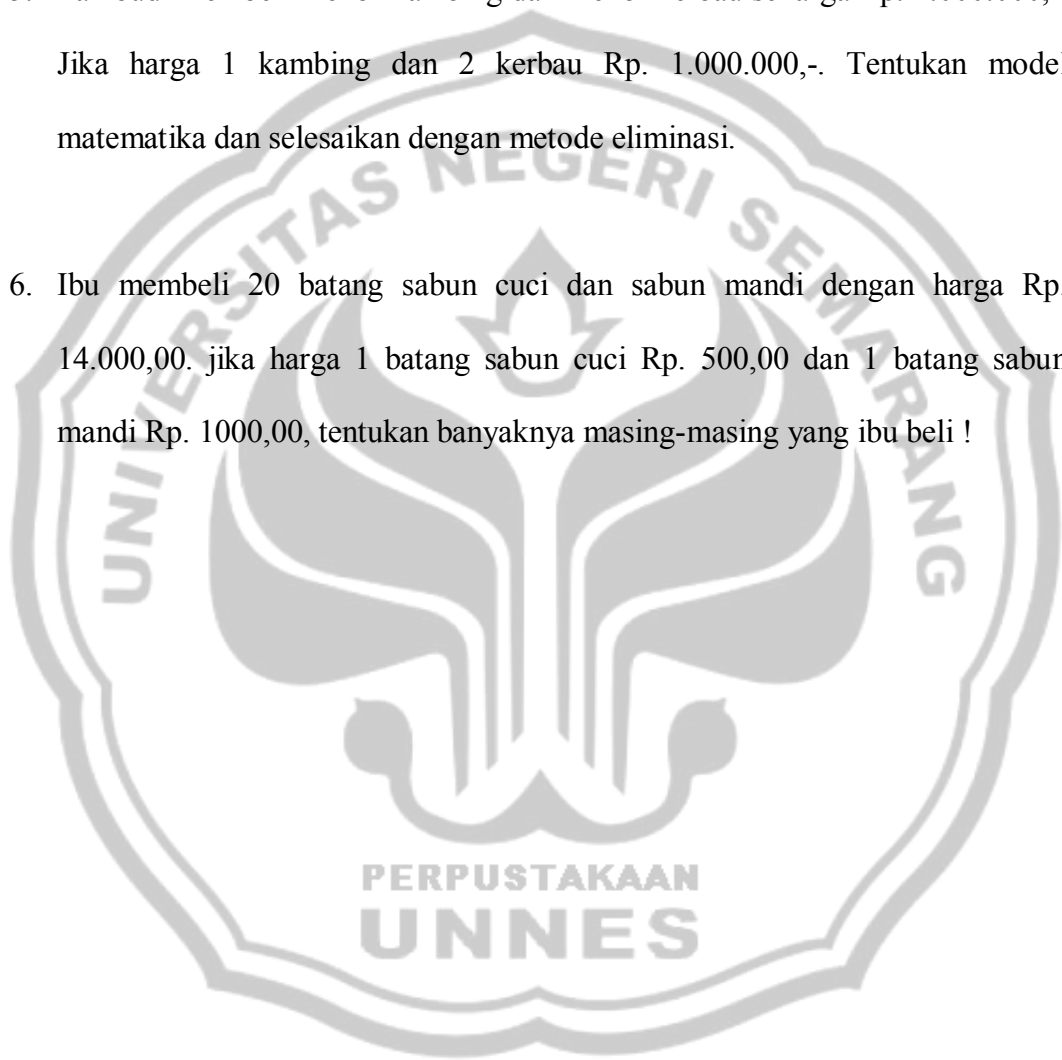 Jika harga 1 kambing dan 2 kerbau Rp. 1.000.000,-. Tentukan mode
matematika dan selesaikan dengan metode eliminasi.
6. Ibu membeli 20 batang sabun cuci dan sabun mandi dengan harga Rp.
14.000,00. jika harga 1 batang sabun cuci Rp. 500,00 dan 1 batang sabun
mandi Rp. 1000,00, tentukan banyaknya masing-masing yang ibu beli !
UNIVERSITAS NEGERI SEMARANG
PERPUSTAKAAN
UNNES